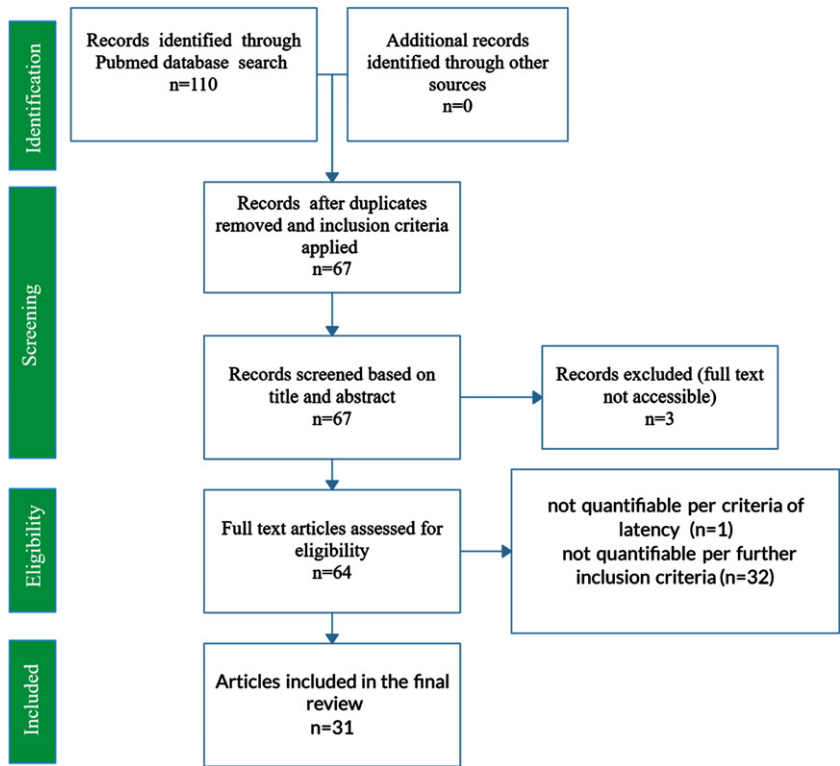 Identification
Records identified through
Pubmed database search
n=110
Additional records
identified through other
sources
n=0
Screening
Records after duplicates
removed and inclusion criteria
applied
n=67
Records screened based on
title and abstract
n=67
Records excluded (full text
not accessible)
n=3
Eligibility
Full text articles assessed for
eligibility
n=64
not quantifiable per criteria of
latency (n=1)
not quantifiable per further
inclusion criteria (n=32)
Included
Articles included in the final
review
n=31